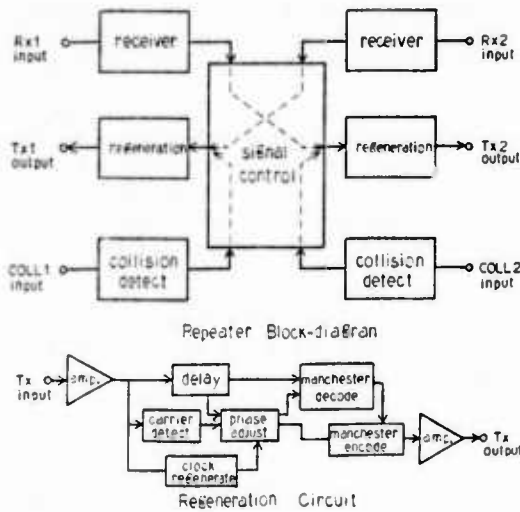 Rx1
input
receiver
receiver
Rx2
input
Tx1
output
regeneration
signal
control
regeneration
Tx2
output
COLL1
input
collision
detect
collision
detect
COLL2
input
Repeater Block-diagran
Tx
input
amp.
delay
manchester
decode
carrier
detect
phase
adjust
manchester
encode
amp.
Tx
output
clock
regenerate
Regeneration Circuit